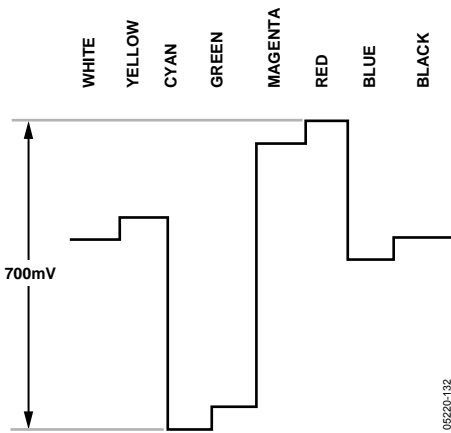 WHITE
YELLOW
CYAN
GREEN
MAGENTA
RED
BLUE
BLACK
700mV
05220-132